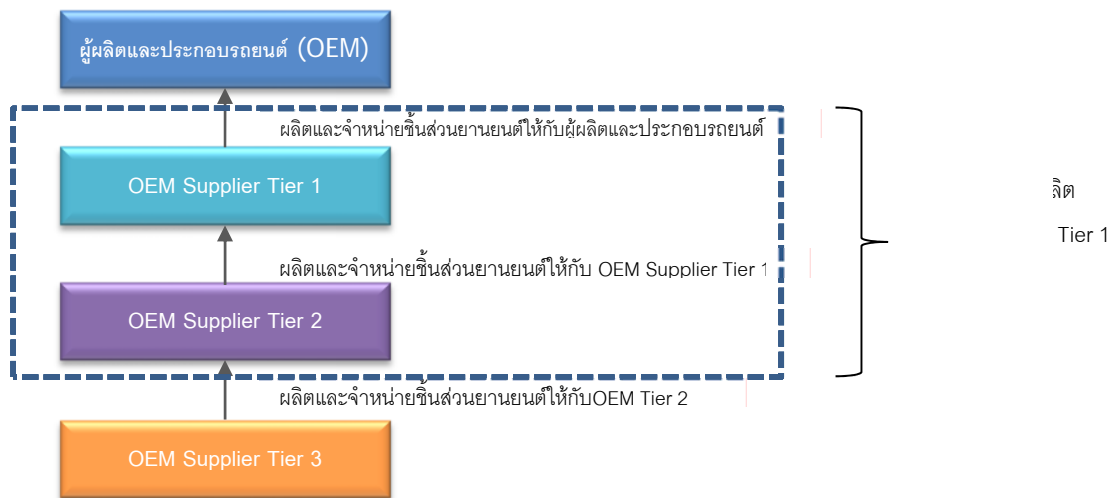 ผู้ผลิตและประกอบรถยนต์ (OEM)
ผลิตและจำหน่ายชิ้นส่วนยานยนต์ให้กับผู้ผลิตและประกอบรถยนต์
OEM Supplier Tier 1
ผลิตและจำหน่ายชิ้นส่วนยานยนต์ให้กับ OEM Supplier Tier 1
OEM Supplier Tier 2
ผลิตและจำหน่ายชิ้นส่วนยานยนต์ให้กับOEM Tier 2
OEM Supplier Tier 3
Tier 1